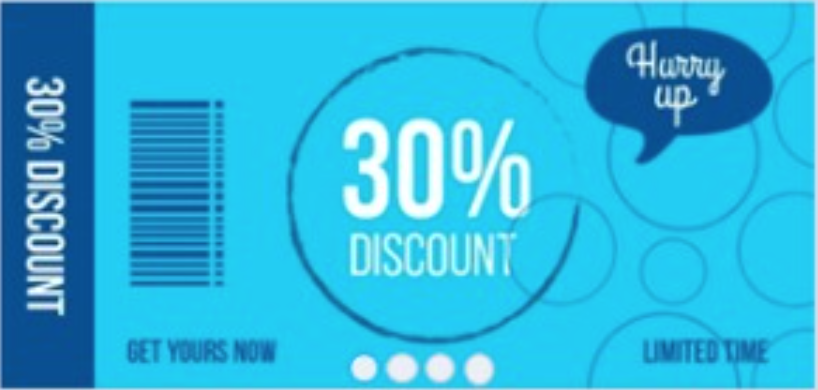 30% DISCOUNT
Hurry
up
30%
DISCOUNT
GET YOURS NOW
LIMITED TIME